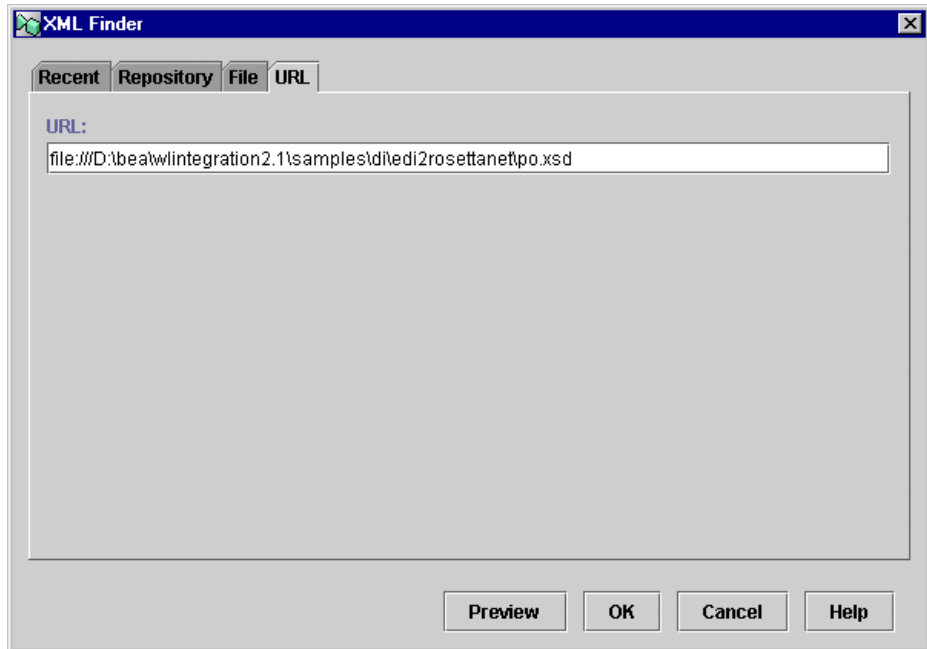 XML Finder
Recent Repository File URL
URL:
file:///D:\bea\wlintegration2.1\samples\di\edi2rosettanet\po.xsd
Preview OK Cancel Help